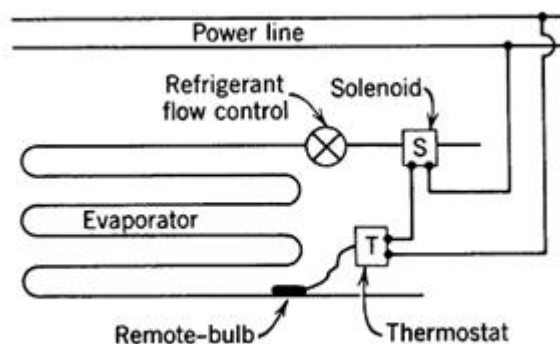 Power line
Refrigerant
flow control
Solenoid
S
Evaporator
T
Remote-bulb
Thermostat